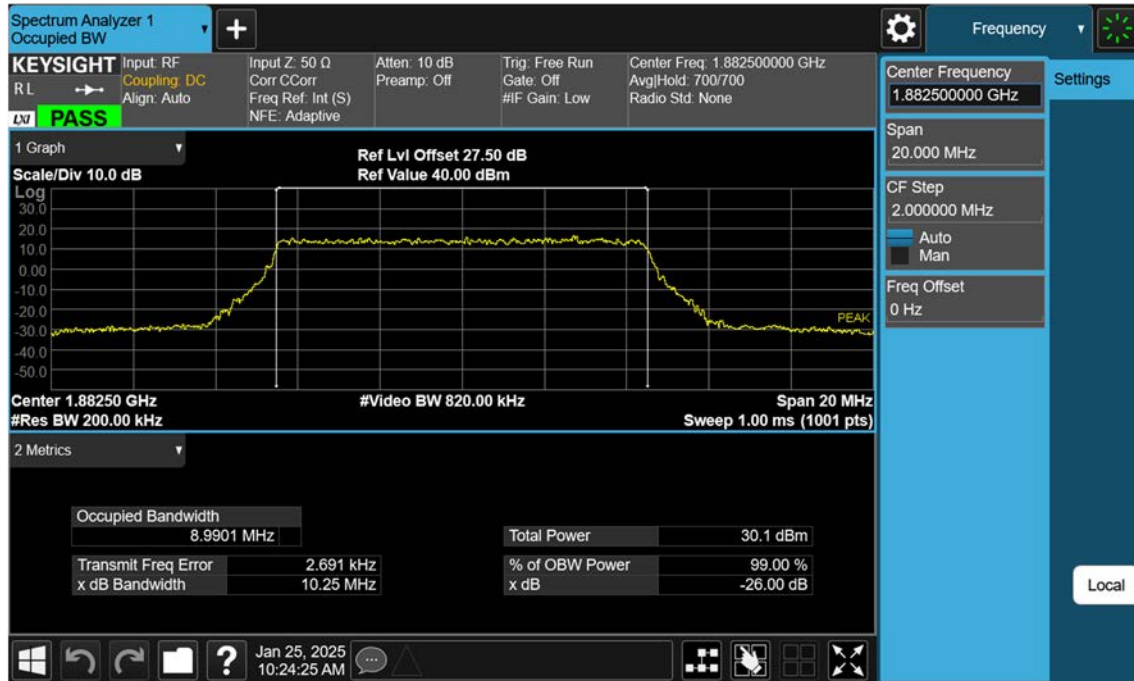 Spectrum Analyzer 1
Occupied BW
+
Frequency
KEYSIGHT
RL
LXI PASS
Input: RF
Coupling: DC
Align: Auto
Input Z: 50 Ω
Corr CCorr
Freq Ref: Int (S)
NFE: Adaptive
Atten: 10 dB
Preamp: Off
Trig: Free Run
Gate: Off
#IF Gain: Low
Center Freq: 1.882500000 GHz
Avg|Hold: 700/700
Radio Std: None
Center Frequency
1.882500000 GHz
Settings
Span
20.000 MHz
CF Step
2.000000 MHz
Auto
Man
Freq Offset
0 Hz
Local
1 Graph
Scale/Div 10.0 dB
Ref Lvl Offset 27.50 dB
Ref Value 40.00 dBm
Log
30.0
20.0
10.0
0.00
-10.0
-20.0
-30.0
-40.0
-50.0
PEAK
Center 1.88250 GHz
#Video BW 820.00 kHz
Span 20 MHz
#Res BW 200.00 kHz
Sweep 1.00 ms (1001 pts)
2 Metrics
Occupied Bandwidth
8.9901 MHz
Total Power 30.1 dBm
Transmit Freq Error 2.691 kHz
% of OBW Power 99.00 %
x dB Bandwidth 10.25 MHz
x dB -26.00 dB
?
Jan 25, 2025
10:24:25 AM